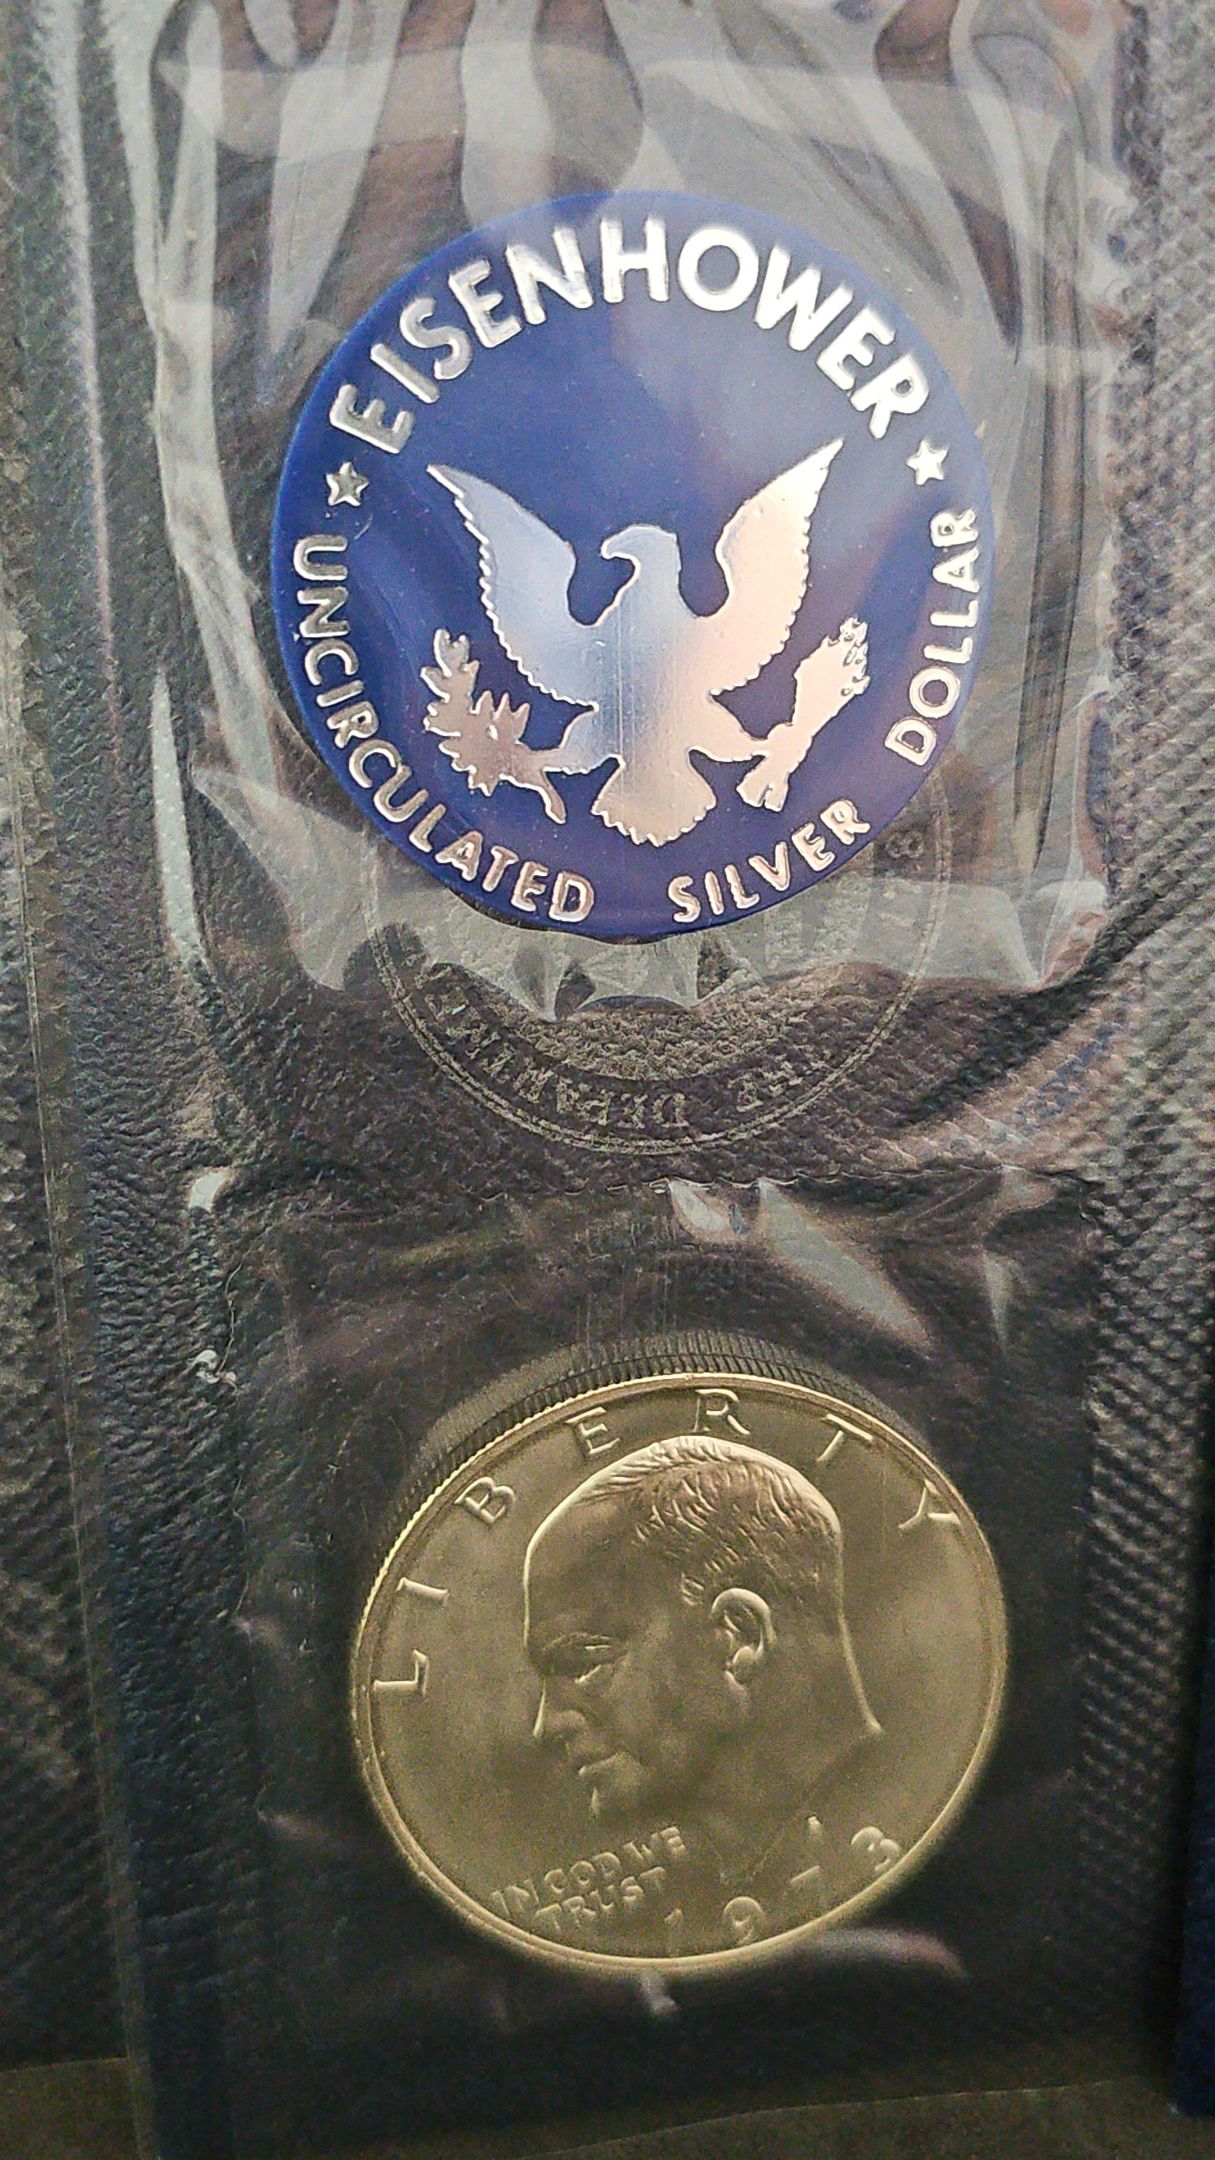 EISENHOWER
UNCIRCULATED SILVER DOLLAR
LIBERTY
IN GOD WE
TRUST
1973